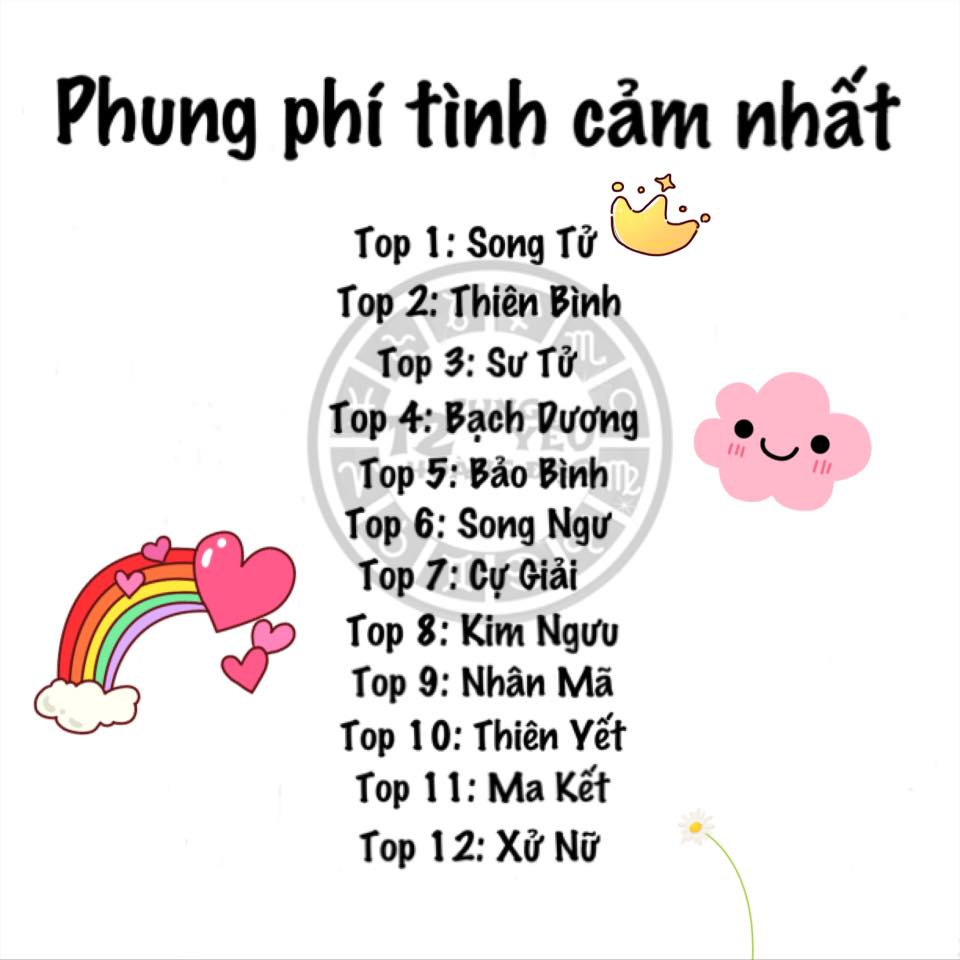 Phung phí tình cảm nhất
Top 1: Song Tử
Top 2: Thiên Bình
Top 3: Sư Tử
Top 4: Bạch Dương
Top 5: Bảo Bình
Top 6: Song Ngư
Top 7: Cự Giải
Top 8: Kim Ngưu
Top 9: Nhân Mã
Top 10: Thiên Yết
Top 11: Ma Kết
Top 12: Xử Nữ